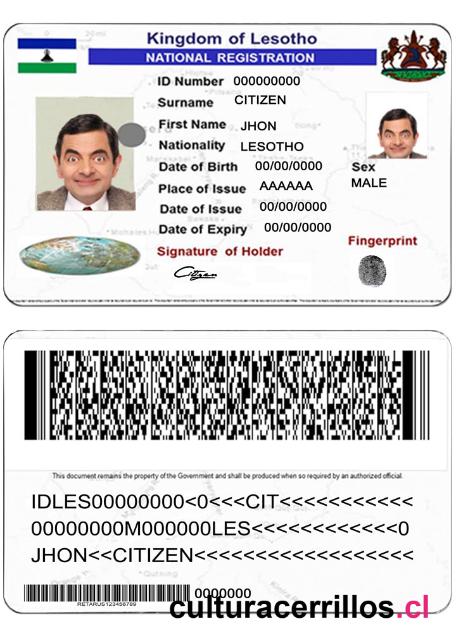 Kingdom of Lesotho
NATIONAL REGISTRATION
ID Number 000000000
Surname CITIZEN
First Name JHON
Nationality LESOTHO
Date of Birth 00/00/0000
Sex
MALE
Place of Issue AAAAAA
Date of Issue 00/00/0000
Date of Expiry 00/00/0000
Signature of Holder
Fingerprint
Citzen
This document remains the property of the Government and shall be produced when so required by an authorized official.
IDLES00000000<0<<<CIT<<<<<<<<<<<
00000000M000000LES<<<<<<<<<<<<0
JHON<<CITIZEN<<<<<<<<<<<<<<<<<<
0000000
RETARUS123456789
culturacerrillos.cl